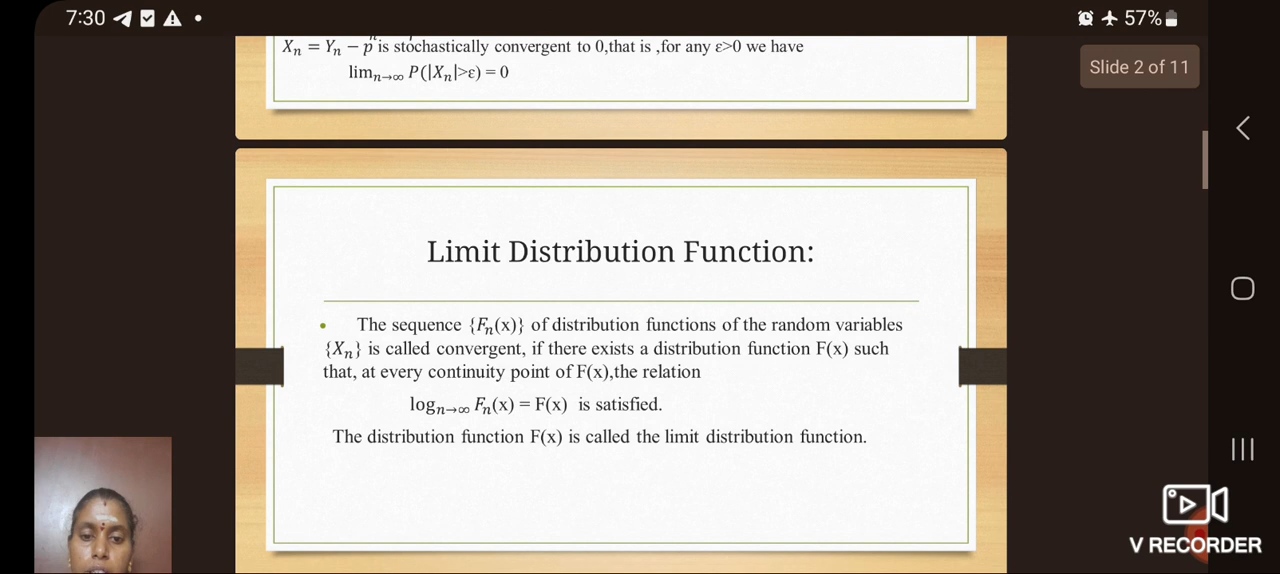 7:30
57%
Xₙ = Yₙ − p is stochastically convergent to 0,that is ,for any ε>0 we have
limₙ→∞ P(|Xₙ|>ε) = 0
Slide 2 of 11
Limit Distribution Function:
• The sequence {Fₙ(x)} of distribution functions of the random variables
{Xₙ} is called convergent, if there exists a distribution function F(x) such
that, at every continuity point of F(x),the relation
logₙ→∞ Fₙ(x) = F(x) is satisfied.
The distribution function F(x) is called the limit distribution function.
V RECORDER